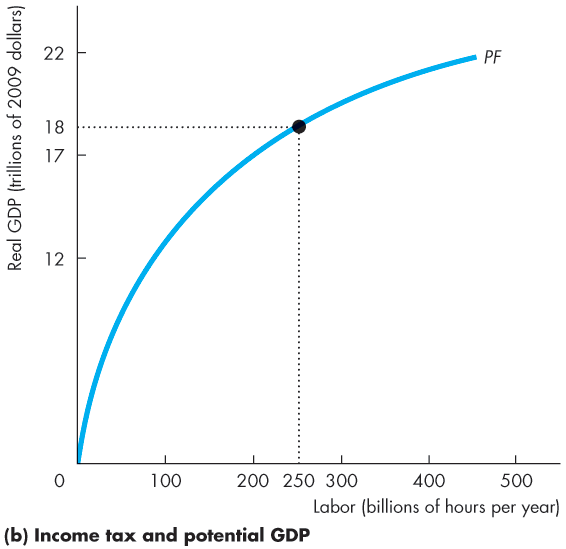 Real GDP (trillions of 2009 dollars)
22
PF
18
17
12
0
100
200
250
300
400
500
Labor (billions of hours per year)
(b) Income tax and potential GDP